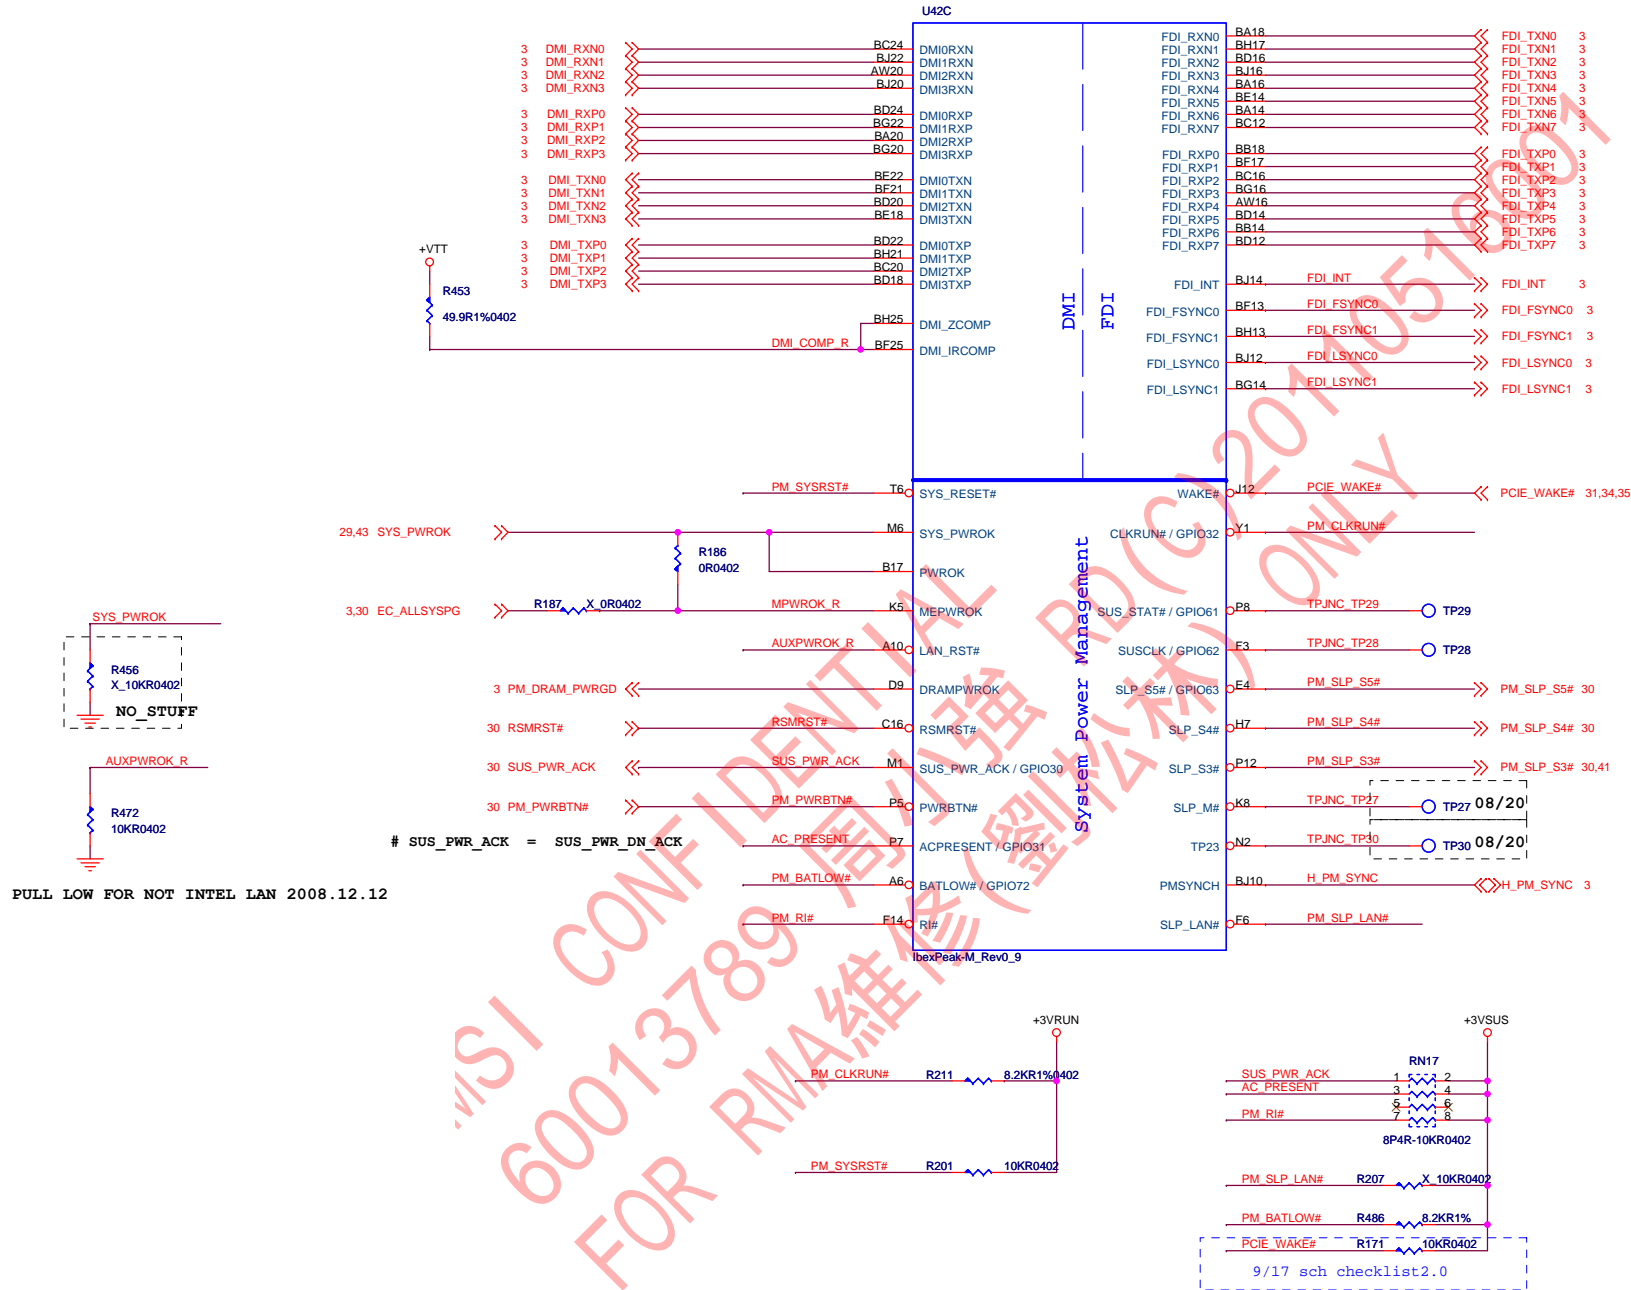 U42C
3 DMI_RXN0 BC24 DMI0RXN
3 DMI_RXN1 BJ22 DMI1RXN
3 DMI_RXN2 AW20 DMI2RXN
3 DMI_RXN3 BJ20 DMI3RXN
3 DMI_RXP0 BD24 DMI0RXP
3 DMI_RXP1 BG22 DMI1RXP
3 DMI_RXP2 BA20 DMI2RXP
3 DMI_RXP3 BG20 DMI3RXP
3 DMI_TXN0 BE22 DMI0TXN
3 DMI_TXN1 BF21 DMI1TXN
3 DMI_TXN2 BD20 DMI2TXN
3 DMI_TXN3 BE18 DMI3TXN
3 DMI_TXP0 BD22 DMI0TXP
3 DMI_TXP1 BH21 DMI1TXP
3 DMI_TXP2 BC20 DMI2TXP
3 DMI_TXP3 BD18 DMI3TXP
+VTT
R453
49.9R1%0402
BH25 DMI_ZCOMP
DMI_COMP_R BF25 DMI_IRCOMP
DMI
FDI
FDI_RXN0 BA18 FDI_TXN0 3
FDI_RXN1 BH17 FDI_TXN1 3
FDI_RXN2 BD16 FDI_TXN2 3
FDI_RXN3 BJ16 FDI_TXN3 3
FDI_RXN4 BA16 FDI_TXN4 3
FDI_RXN5 BE14 FDI_TXN5 3
FDI_RXN6 BA14 FDI_TXN6 3
FDI_RXN7 BC12 FDI_TXN7 3
FDI_RXP0 BB18 FDI_TXP0 3
FDI_RXP1 BF17 FDI_TXP1 3
FDI_RXP2 BC16 FDI_TXP2 3
FDI_RXP3 BG16 FDI_TXP3 3
FDI_RXP4 AW16 FDI_TXP4 3
FDI_RXP5 BD14 FDI_TXP5 3
FDI_RXP6 BB14 FDI_TXP6 3
FDI_RXP7 BD12 FDI_TXP7 3
FDI_INT BJ14 FDI_INT FDI_INT 3
FDI_FSYNC0 BF13 FDI_FSYNC0 FDI_FSYNC0 3
FDI_FSYNC1 BH13 FDI_FSYNC1 FDI_FSYNC1 3
FDI_LSYNC0 BJ12 FDI_LSYNC0 FDI_LSYNC0 3
FDI_LSYNC1 BG14 FDI_LSYNC1 FDI_LSYNC1 3
PM_SYSRST# T6 SYS_RESET#
29,43 SYS_PWROK M6 SYS_PWROK
R186
0R0402
B17 PWROK
3,30 EC_ALLSYSPG R187 X_0R0402 MPWROK_R K5 MEPWROK
AUXPWROK_R A10 LAN_RST#
3 PM_DRAM_PWRGD D9 DRAMPWROK
30 RSMRST# RSMRST# C16 RSMRST#
30 SUS_PWR_ACK SUS_PWR_ACK M1 SUS_PWR_ACK / GPIO30
30 PM_PWRBTN# PM_PWRBTN# P5 PWRBTN#
# SUS_PWR_ACK = SUS_PWR_DN_ACK
AC_PRESENT P7 ACPRESENT / GPIO31
PM_BATLOW# A6 BATLOW# / GPIO72
PM_RI# F14 RI#
System Power Management
WAKE# J12 PCIE_WAKE# PCIE_WAKE# 31,34,35
CLKRUN# / GPIO32 Y1 PM_CLKRUN#
SUS_STAT# / GPIO61 P8 TPJNC_TP29 TP29
SUSCLK / GPIO62 F3 TPJNC_TP28 TP28
SLP_S5# / GPIO63 E4 PM_SLP_S5# PM_SLP_S5# 30
SLP_S4# H7 PM_SLP_S4# PM_SLP_S4# 30
SLP_S3# P12 PM_SLP_S3# PM_SLP_S3# 30,41
SLP_M# K8 TPJNC_TP27 TP27 08/20
TP23 N2 TPJNC_TP30 TP30 08/20
PMSYNCH BJ10 H_PM_SYNC H_PM_SYNC 3
SLP_LAN# F6 PM_SLP_LAN#
IbexPeak-M_Rev0_9
SYS_PWROK
R456
X_10KR0402
NO_STUFF
AUXPWROK_R
R472
10KR0402
PULL LOW FOR NOT INTEL LAN 2008.12.12
+3VRUN
PM_CLKRUN# R211 8.2KR1%0402
PM_SYSRST# R201 10KR0402
+3VSUS
RN17
SUS_PWR_ACK 1 2
AC_PRESENT 3 4
5 6
PM_RI# 7 8
8P4R-10KR0402
PM_SLP_LAN# R207 X_10KR0402
PM_BATLOW# R486 8.2KR1%
PCIE_WAKE# R171 10KR0402
9/17 sch checklist2.0
MSI CONFIDENTIAL
60013789 周小強 RD(C)20110516001
FOR RMA維修(劉松林) ONLY